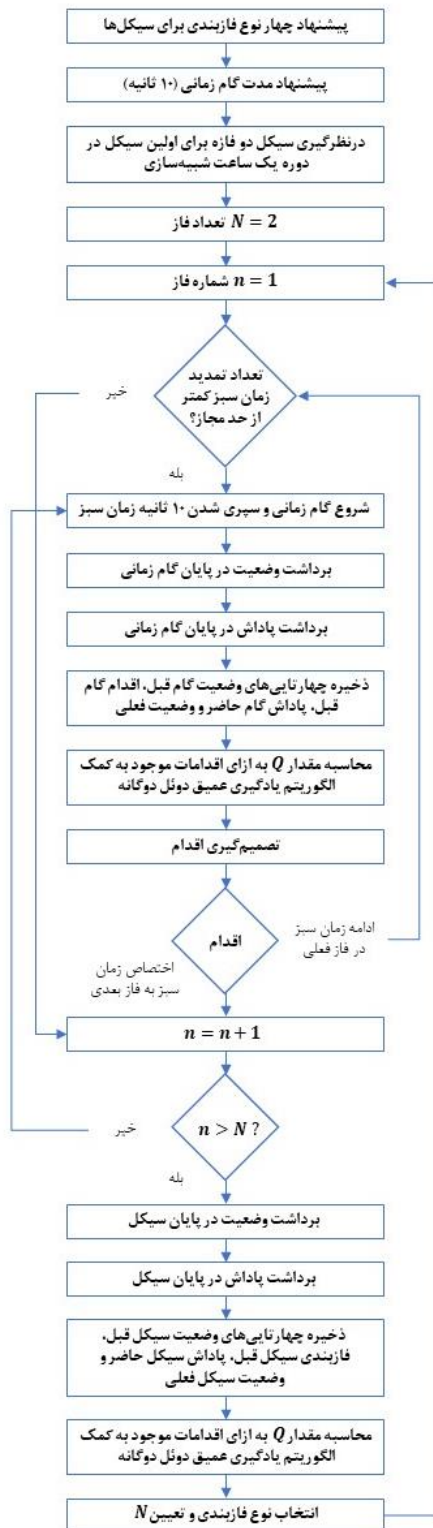 پیشنهاد چهار نوع فازبندی برای سیکل‌ها
پیشنهاد مدت گام زمانی (۱۰ ثانیه)
درنظرگیری سیکل دو فازه برای اولین سیکل در
دوره یک ساعت شبیه‌سازی
تعداد فاز N = 2
شماره فاز n = 1
تعداد تمدید
زمان سبز کمتر
از حد مجاز؟
خیر
بله
شروع گام زمانی و سپری شدن ۱۰ ثانیه زمان سبز
برداشت وضعیت در پایان گام زمانی
برداشت پاداش در پایان گام زمانی
ذخیره چهارتایی‌های وضعیت گام قبل، اقدام گام
قبل، پاداش گام حاضر و وضعیت فعلی
محاسبه مقدار Q به ازای اقدامات موجود به کمک
الگوریتم یادگیری عمیق دوئل دوگانه
تصمیم‌گیری اقدام
اقدام
ادامه زمان سبز
در فاز فعلی
اختصاص زمان
سبز به فاز بعدی
n = n + 1
n > N ?
خیر
بله
برداشت وضعیت در پایان سیکل
برداشت پاداش در پایان سیکل
ذخیره چهارتایی‌های وضعیت سیکل قبل،
فازبندی سیکل قبل، پاداش سیکل حاضر و
وضعیت سیکل فعلی
محاسبه مقدار Q به ازای اقدامات موجود به کمک
الگوریتم یادگیری عمیق دوئل دوگانه
انتخاب نوع فازبندی و تعیین N